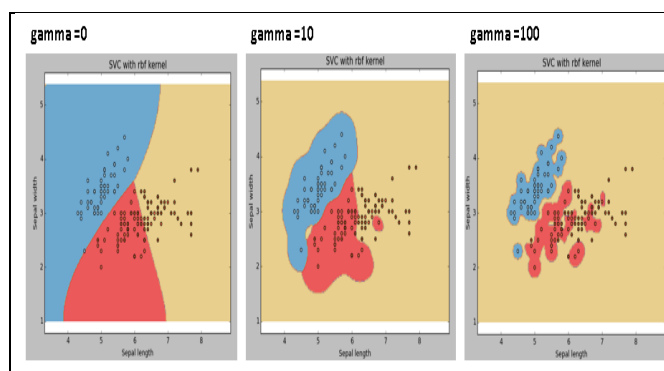 gamma =0
gamma =10
gamma =100
SVC with rbf kernel
SVC with rbf kernel
SVC with rbf kernel
Sepal width
5
4
3
2
1
4 5 6 7 8
Sepal length
Sepal width
5
4
3
2
1
4 5 6 7 8
Sepal length
Sepal width
5
4
3
2
1
4 5 6 7 8
Sepal length